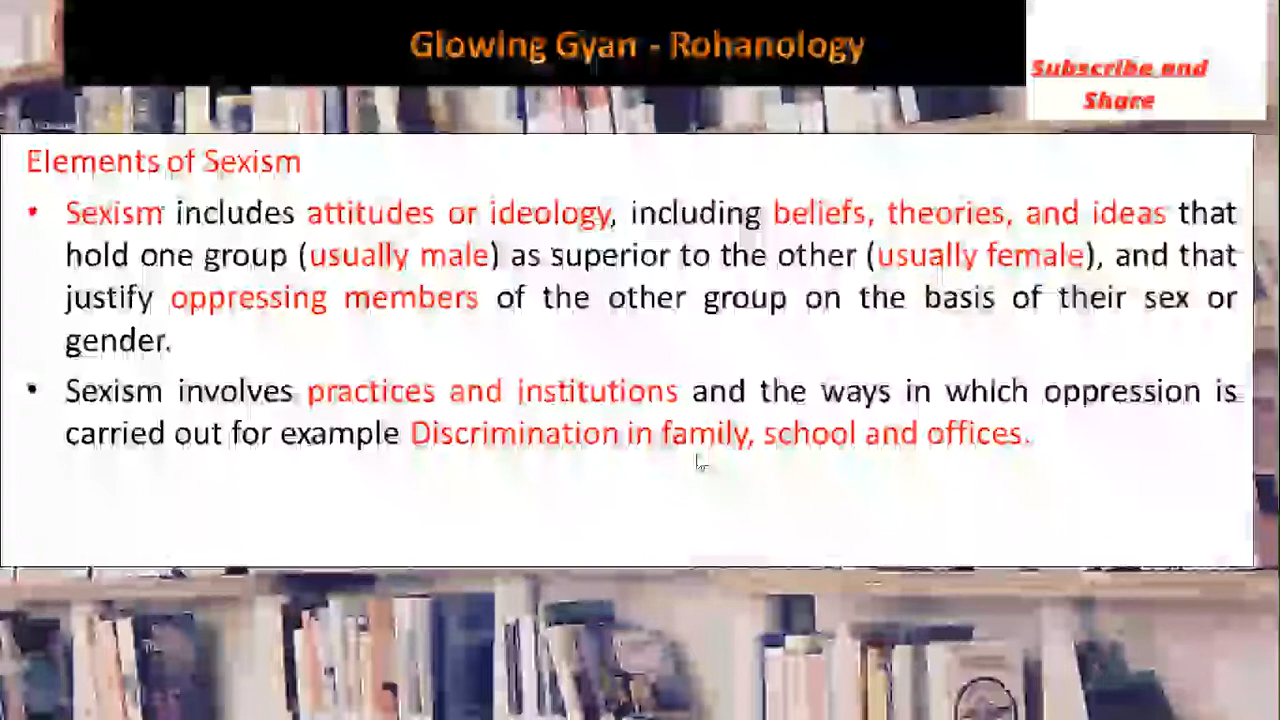 Glowing Gyan - Rohanology
Subscribe and
Share
Elements of Sexism
• Sexism includes attitudes or ideology, including beliefs, theories, and ideas that
hold one group (usually male) as superior to the other (usually female), and that
justify oppressing members of the other group on the basis of their sex or
gender.
• Sexism involves practices and institutions and the ways in which oppression is
carried out for example Discrimination in family, school and offices.